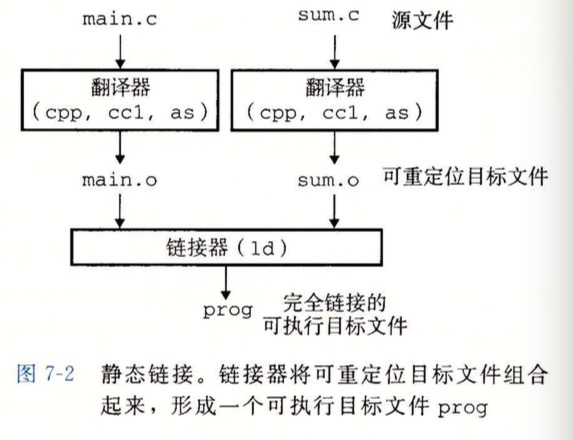 main.c sum.c 源文件
翻译器 翻译器
(cpp, cc1, as) (cpp, cc1, as)
main.o sum.o 可重定位目标文件
链接器(ld)
prog 完全链接的
可执行目标文件
图 7-2 静态链接。链接器将可重定位目标文件组合
起来，形成一个可执行目标文件 prog